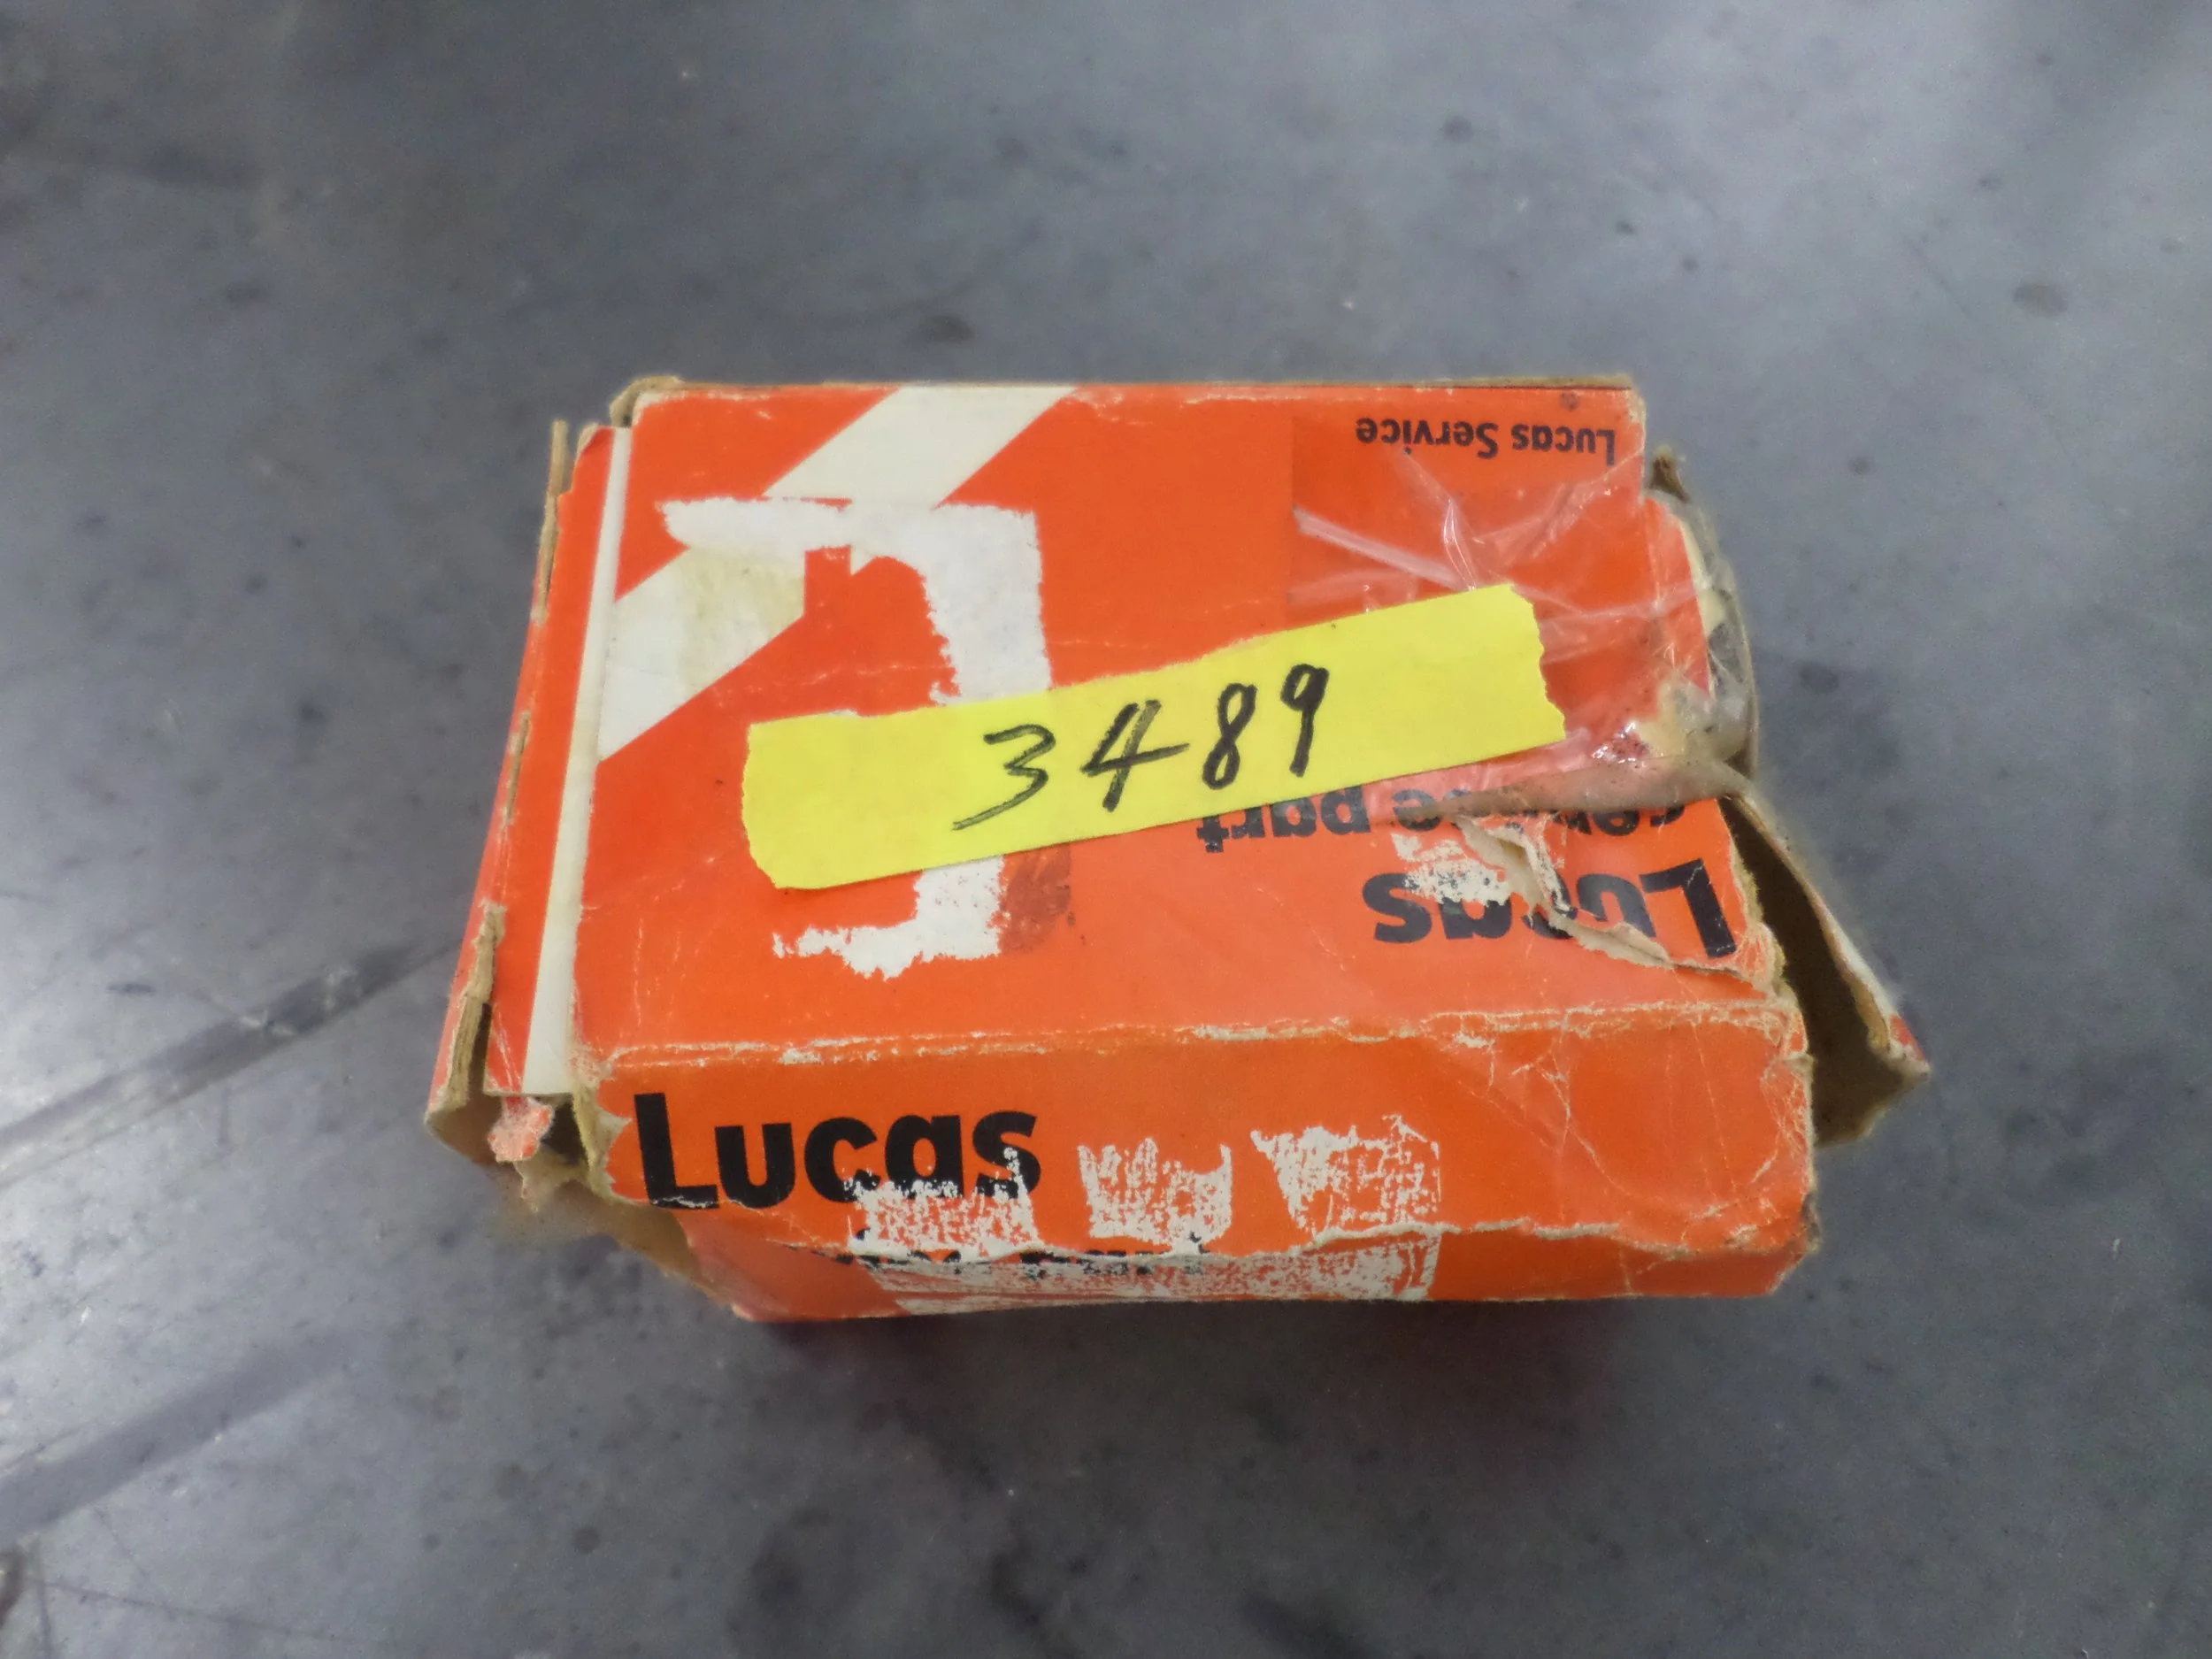 Lucas Service
3489
service part
Lucas
Lucas